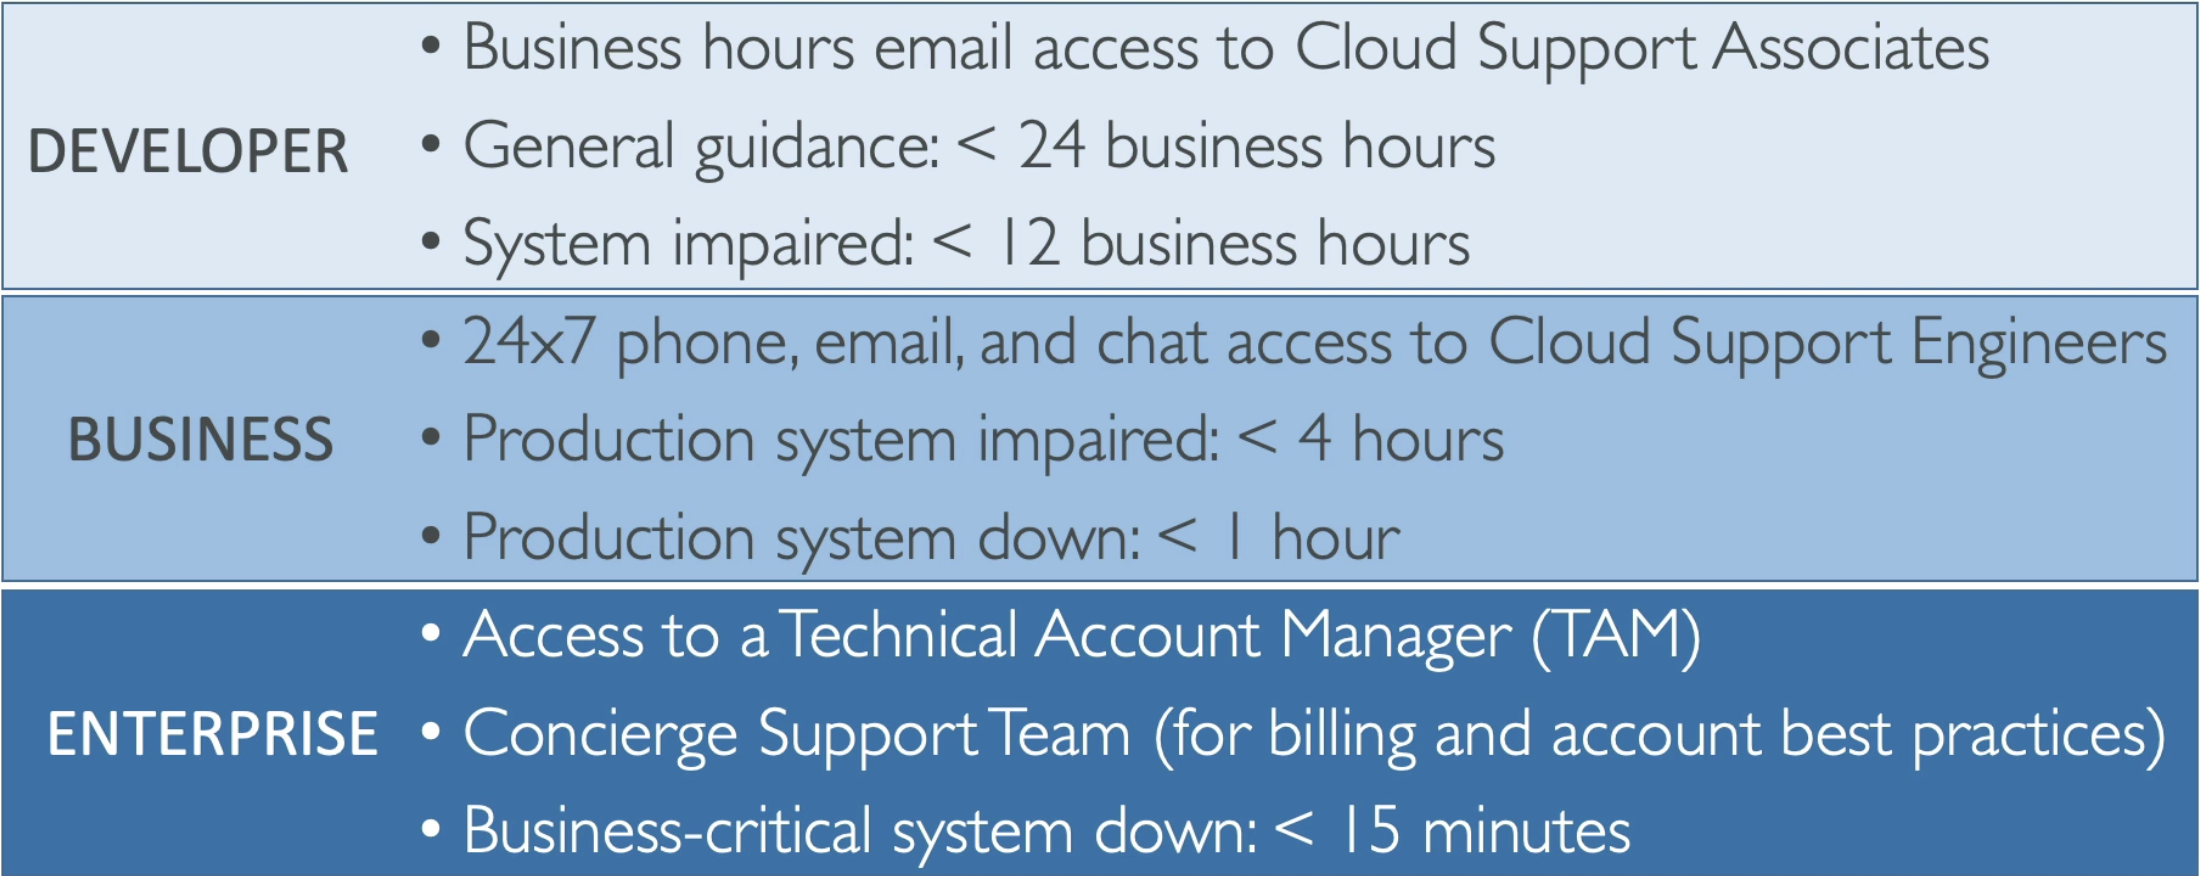 DEVELOPER
• Business hours email access to Cloud Support Associates
• General guidance: < 24 business hours
• System impaired: < 12 business hours
BUSINESS
• 24x7 phone, email, and chat access to Cloud Support Engineers
• Production system impaired: < 4 hours
• Production system down: < 1 hour
ENTERPRISE
• Access to a Technical Account Manager (TAM)
• Concierge Support Team (for billing and account best practices)
• Business-critical system down: < 15 minutes